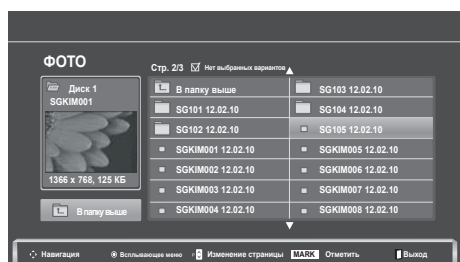 ФОТО
Стр. 2/3 Нет выбранных вариантов
Диск 1
SGKIM001
1366 x 768, 125 КБ
В папку выше
В папку выше
SG101 12.02.10
SG102 12.02.10
SGKIM001 12.02.10
SGKIM002 12.02.10
SGKIM003 12.02.10
SGKIM004 12.02.10
SG103 12.02.10
SG104 12.02.10
SG105 12.02.10
SGKIM005 12.02.10
SGKIM006 12.02.10
SGKIM007 12.02.10
SGKIM008 12.02.10
Навигация Всплывающее меню P Изменение страницы MARK Отметить Выход